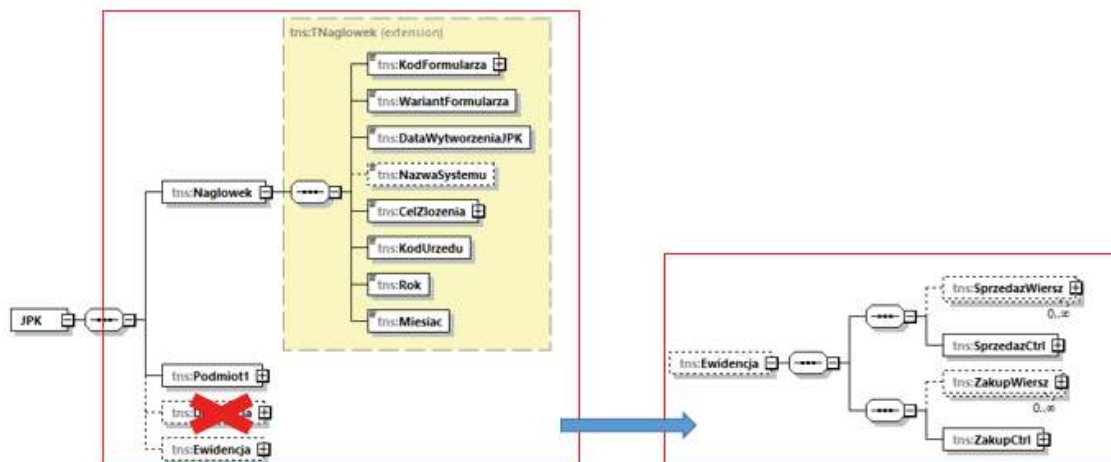 tns:TNaglowek (extension)
tns:KodFormularza
tns:WariantFormularza
tns:DataWytworzeniaJPK
tns:NazwaSystemu
tns:Naglowek
tns:CelZlozenia
tns:KodUrzedu
tns:Rok
tns:Miesiac
JPK
tns:Podmiot1
tns:
tns:Ewidencja
tns:SprzedazWiersz
0..∞
tns:SprzedazCtrl
tns:Ewidencja
tns:ZakupWiersz
0..∞
tns:ZakupCtrl